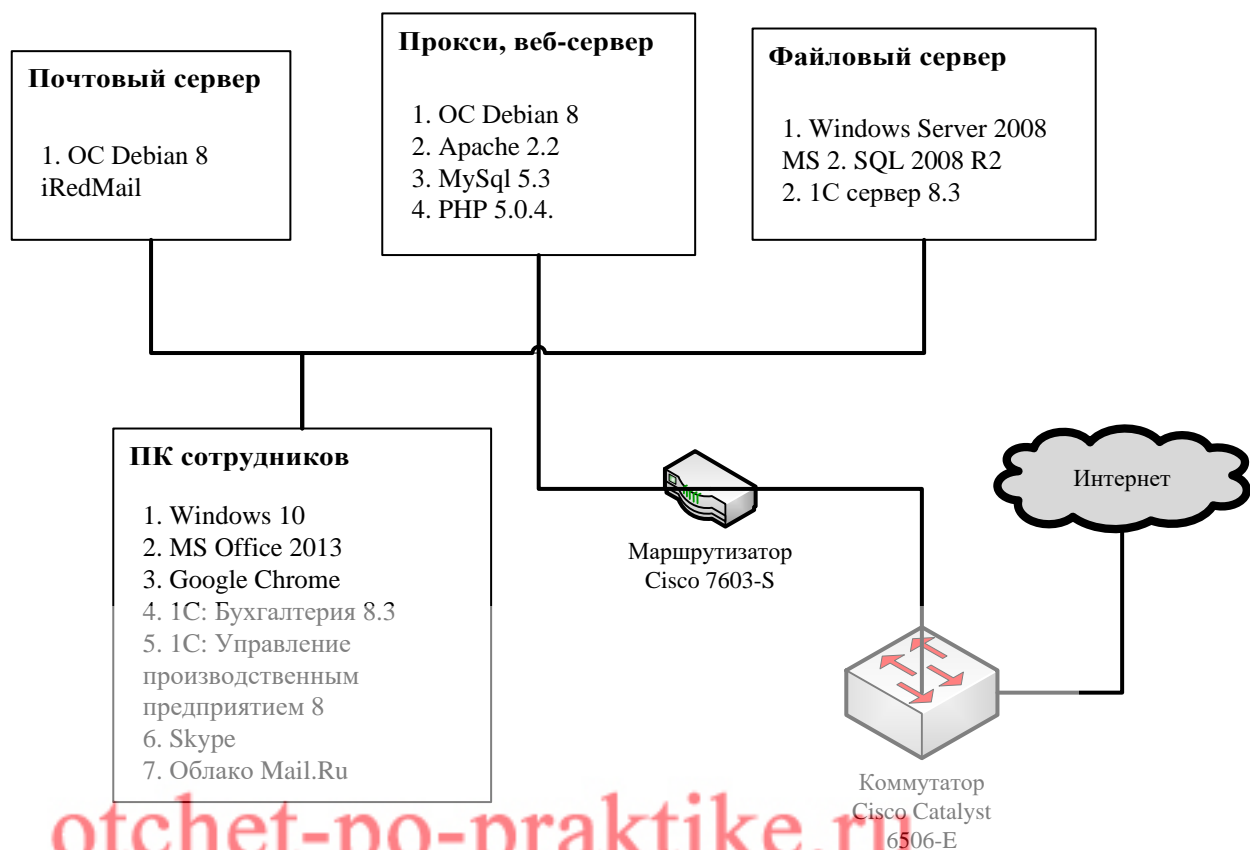 Почтовый сервер
1. ОС Debian 8
iRedMail
Прокси, веб-сервер
1. ОС Debian 8
2. Apache 2.2
3. MySql 5.3
4. PHP 5.0.4.
Файловый сервер
1. Windows Server 2008
MS 2. SQL 2008 R2
2. 1С сервер 8.3
ПК сотрудников
1. Windows 10
2. MS Office 2013
3. Google Chrome
4. 1С: Бухгалтерия 8.3
5. 1С: Управление
производственным
предприятием 8
6. Skype
7. Облако Mail.Ru
Маршрутизатор
Cisco 7603-S
Интернет
Коммутатор
Cisco Catalyst
6506-E
otchet-po-praktike.ru